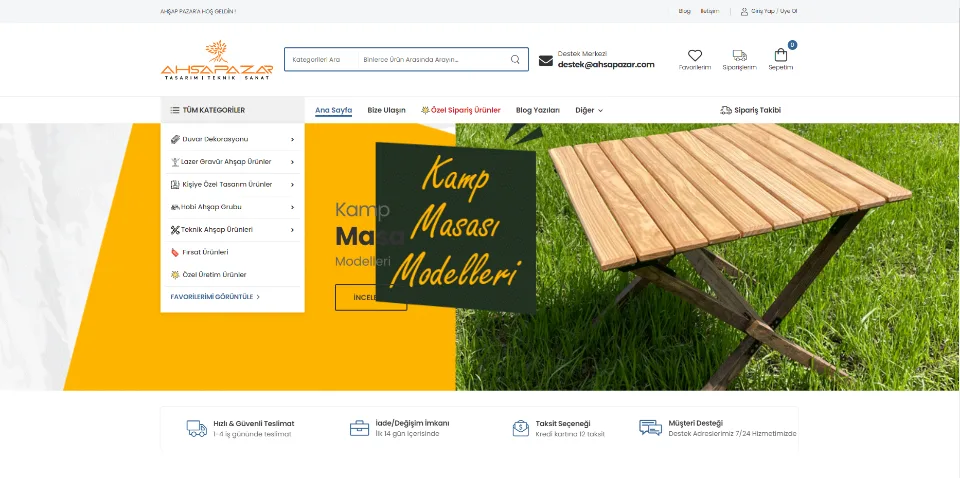 AHŞAP PAZAR'A HOŞ GELDİN !
Blog
İletişim
Giriş Yap / Üye Ol
AHSAPAZAR
TASARIM | TEKNİK SANAT
Kategorileri Ara
Binlerce Ürün Arasında Arayın...
Destek Merkezi
destek@ahsapazar.com
Favorilerim
Siparişlerim
0
Sepetim
TÜM KATEGORİLER
Ana Sayfa
Bize Ulaşın
Özel Sipariş Ürünler
Blog Yazıları
Diğer
Sipariş Takibi
Duvar Dekorasyonu
Lazer Gravür Ahşap Ürünler
Kişiye Özel Tasarım Ürünler
Hobi Ahşap Grubu
Teknik Ahşap Ürünleri
Fırsat Ürünleri
Özel Üretim Ürünler
FAVORİLERİMİ GÖRÜNTÜLE
Kamp
Masa
Modelleri
İNCELE
Kamp
Masası
Modelleri
Hızlı & Güvenli Teslimat
1-4 iş gününde teslimat
İade/Değişim İmkanı
İlk 14 gün içerisinde
Taksit Seçeneği
Kredi kartına 12 taksit
Müşteri Desteği
Destek Adreslerimiz 7/24 Hizmetimizde